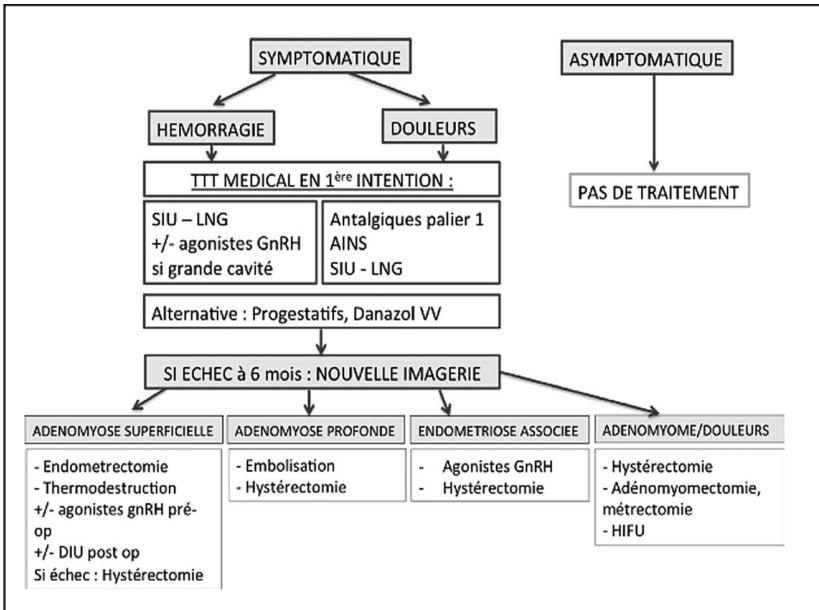 SYMPTOMATIQUE
ASYMPTOMATIQUE
HEMORRAGIE
DOULEURS
TTT MEDICAL EN 1ère INTENTION :
PAS DE TRAITEMENT
SIU – LNG
+/- agonistes GnRH
si grande cavité
Antalgiques palier 1
AINS
SIU - LNG
Alternative : Progestatifs, Danazol VV
SI ECHEC à 6 mois : NOUVELLE IMAGERIE
ADENOMYOSE SUPERFICIELLE
- Endometrectomie
- Thermodestruction
+/- agonistes gnRH pré-
op
+/- DIU post op
Si échec : Hystérectomie
ADENOMYOSE PROFONDE
- Embolisation
- Hystérectomie
ENDOMETRIOSE ASSOCIEE
- Agonistes GnRH
- Hystérectomie
ADENOMYOME/DOULEURS
- Hystérectomie
- Adénomyomectomie,
métrectomie
- HIFU